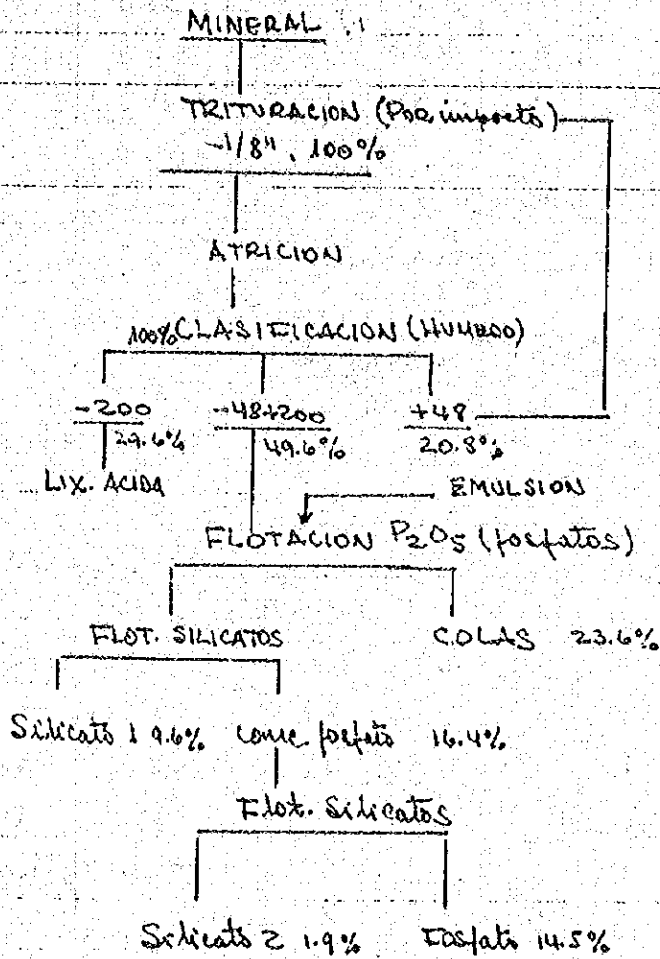 MINERAL
TRITURACION (Por impacto)
-1/8", 100%
ATRICION
100% CLASIFICACION (HUMEDO)
-200 -48+200 +48
29.6% 49.6% 20.8%
LIX. ACIDA EMULSION
FLOTACION P2O5 (fosfatos)
FLOT. SILICATOS COLAS 23.6%
Silicato 1 9.6% conc. fosfato 16.4%
Flot. Silicatos
Silicato 2 1.9% Fosfato 14.5%